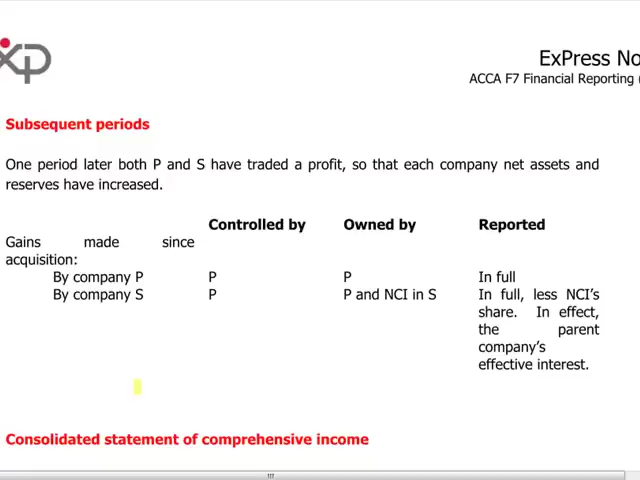 xp
ExPress No
ACCA F7 Financial Reporting (
Subsequent periods
One period later both P and S have traded a profit, so that each company net assets and
reserves have increased.
Controlled by Owned by Reported
Gains made since
acquisition:
By company P P P In full
By company S P P and NCI in S In full, less NCI's
share. In effect,
the parent
company's
effective interest.
Consolidated statement of comprehensive income